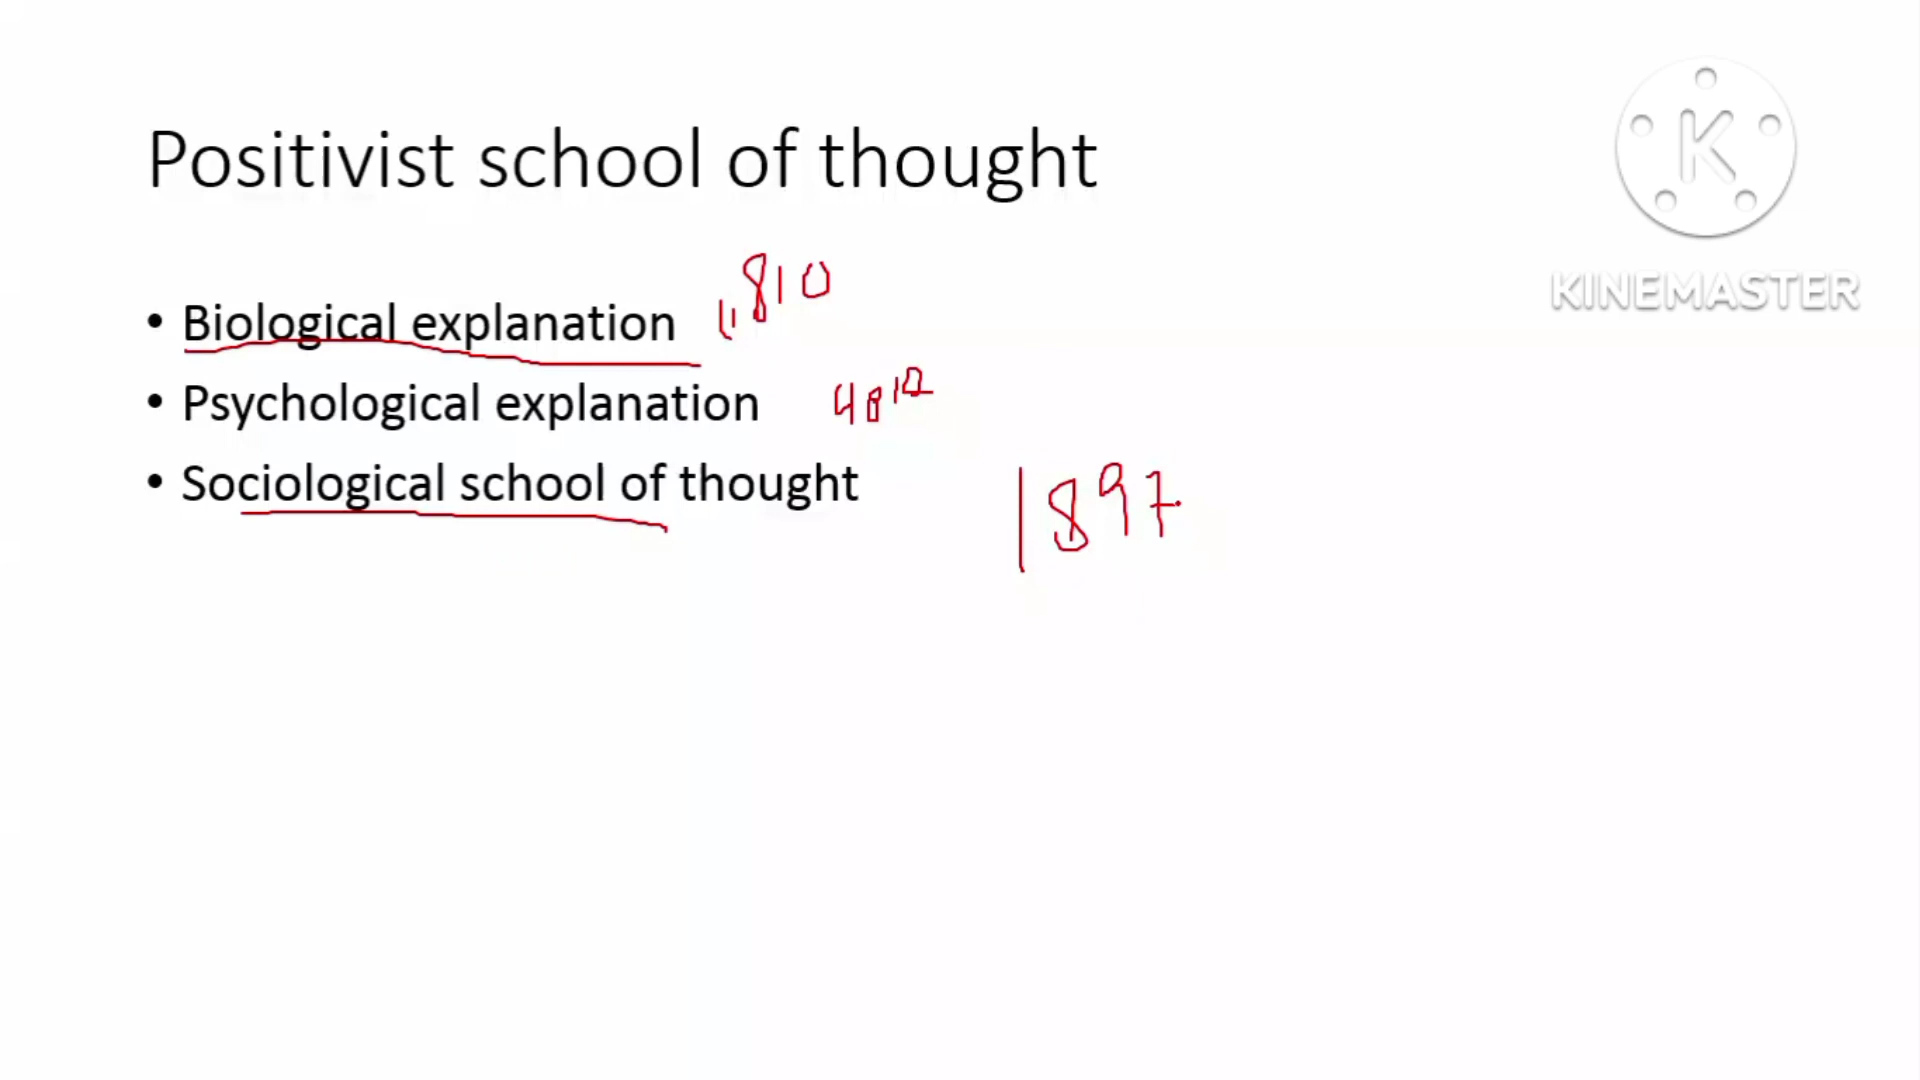 Positivist school of thought
K
KINEMASTER
• Biological explanation 1810
• Psychological explanation
• Sociological school of thought 1897